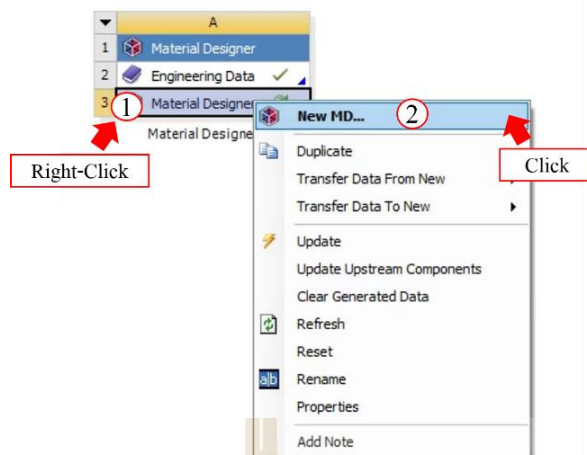 A
1 Material Designer
2 Engineering Data
3 1 Material Designer
Material Designe
New MD... 2
Right-Click
Click
Duplicate
Transfer Data From New
Transfer Data To New
Update
Update Upstream Components
Clear Generated Data
Refresh
Reset
a|b Rename
Properties
Add Note